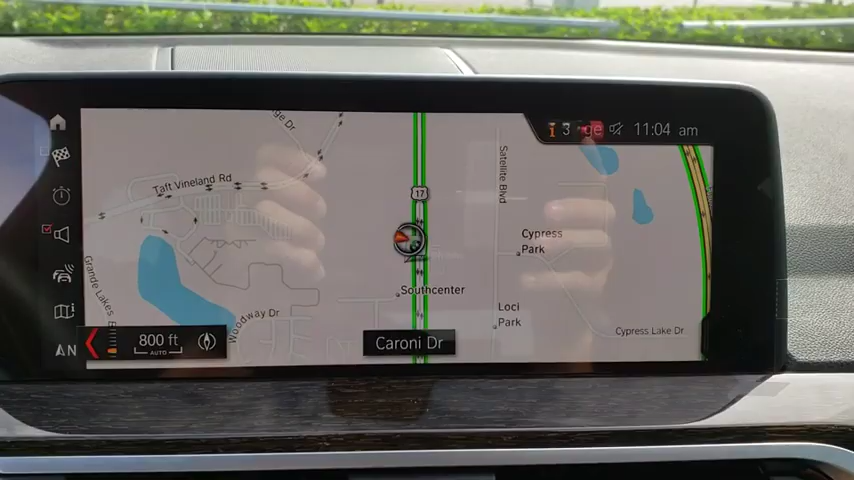 ge Dr
3
11:04 am
Taft Vineland Rd
17
Satellite Blvd
Cypress
Park
Grande Lakes
Southcenter
Woodway Dr
Loci
Park
Cypress Lake Dr
800 ft
AUTO
Caroni Dr
N